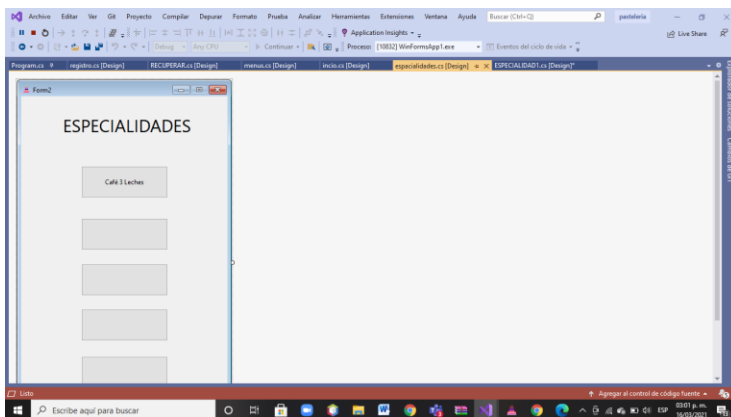 Archivo Editar Ver Git Proyecto Compilar Depurar Formato Prueba Analizar Herramientas Extensiones Ventana Ayuda Buscar (Ctrl+Q) pasteleria
Application Insights Live Share
Debug Any CPU Continuar Proceso: [10832] WinFormsApp1.exe Eventos del ciclo de vida
Program.cs registro.cs [Design] RECUPERAR.cs [Design] menus.cs [Design] incio.cs [Design] especialidades.cs [Design] ESPECIALIDAD1.cs [Design]*
Form2
ESPECIALIDADES
Café 3 Leches
Listo Agregar al control de código fuente
Escribe aquí para buscar ESP 03:01 p. m.
16/03/2021